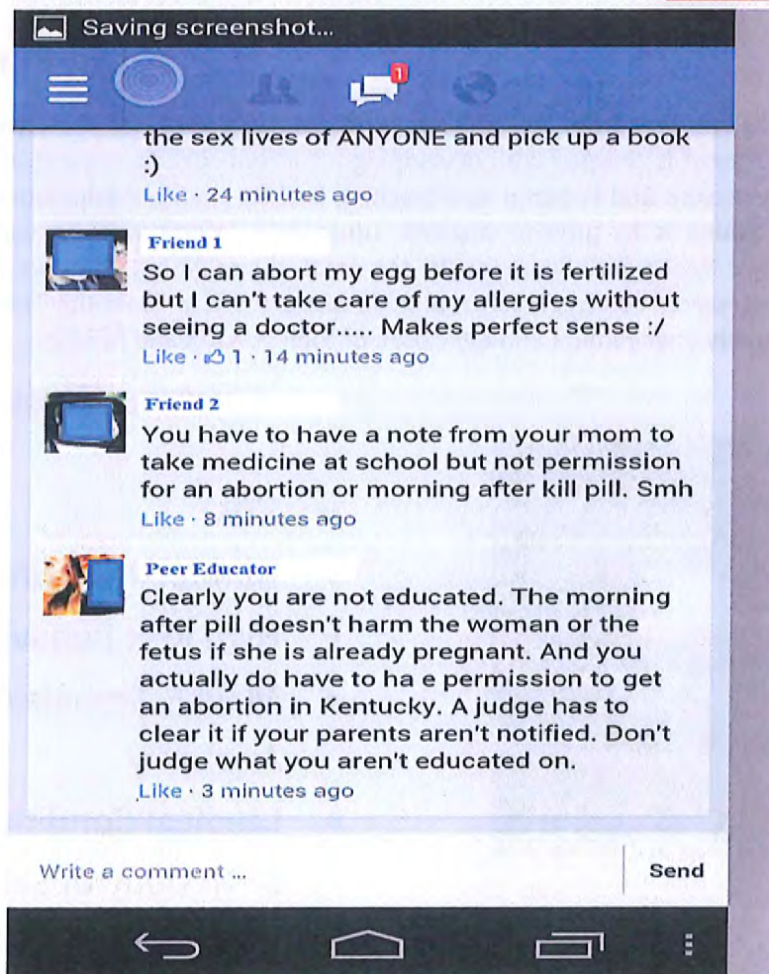 Saving screenshot...
1
the sex lives of ANYONE and pick up a book
:)
Like · 24 minutes ago
Friend 1
So I can abort my egg before it is fertilized
but I can't take care of my allergies without
seeing a doctor..... Makes perfect sense :/
Like · 1 · 14 minutes ago
Friend 2
You have to have a note from your mom to
take medicine at school but not permission
for an abortion or morning after kill pill. Smh
Like · 8 minutes ago
Peer Educator
Clearly you are not educated. The morning
after pill doesn't harm the woman or the
fetus if she is already pregnant. And you
actually do have to ha e permission to get
an abortion in Kentucky. A judge has to
clear it if your parents aren't notified. Don't
judge what you aren't educated on.
Like · 3 minutes ago
Write a comment ...
Send